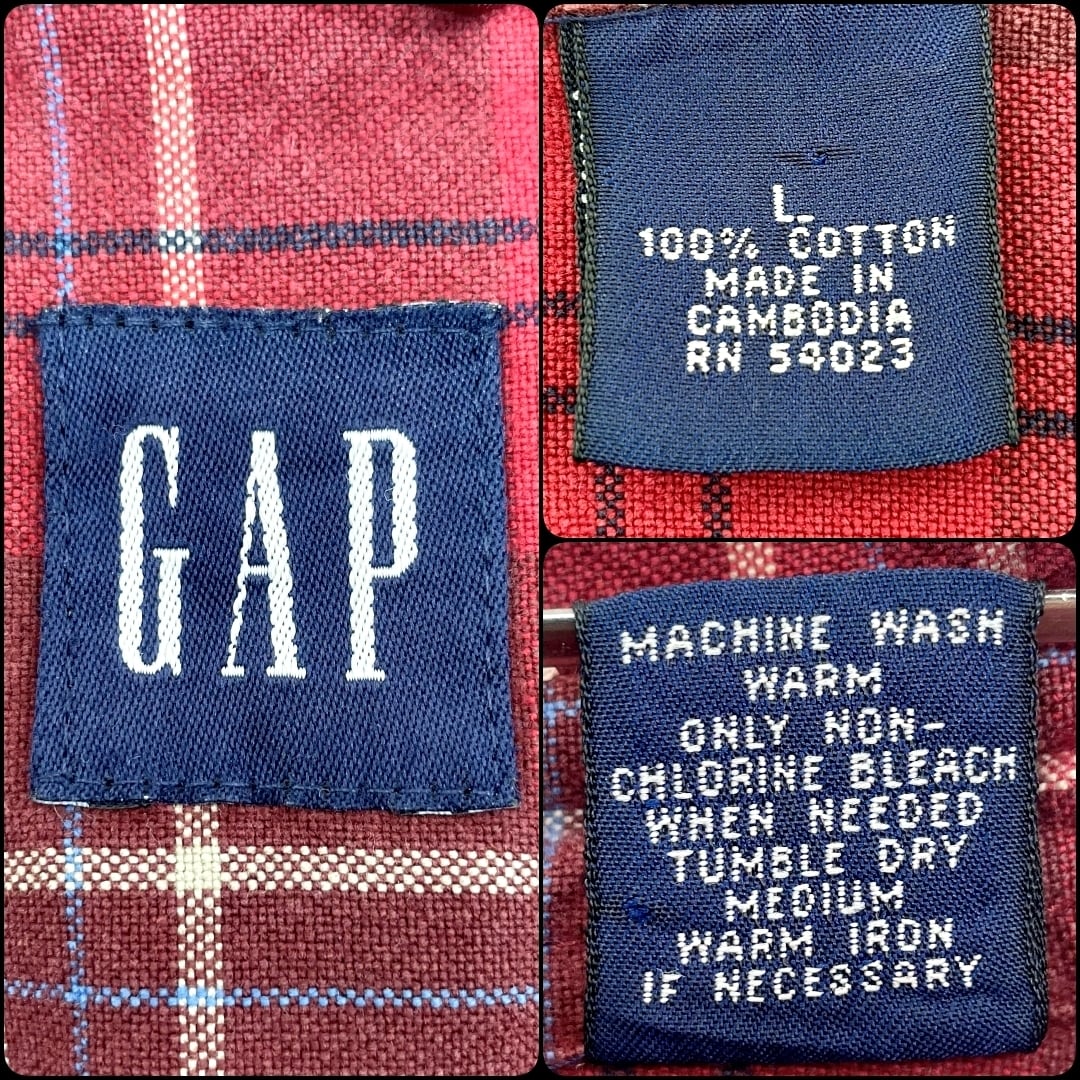 GAP
L
100% COTTON
MADE IN
CAMBODIA
RN 54023
MACHINE WASH
WARM
ONLY NON-
CHLORINE BLEACH
WHEN NEEDED
TUMBLE DRY
MEDIUM
WARM IRON
IF NECESSARY